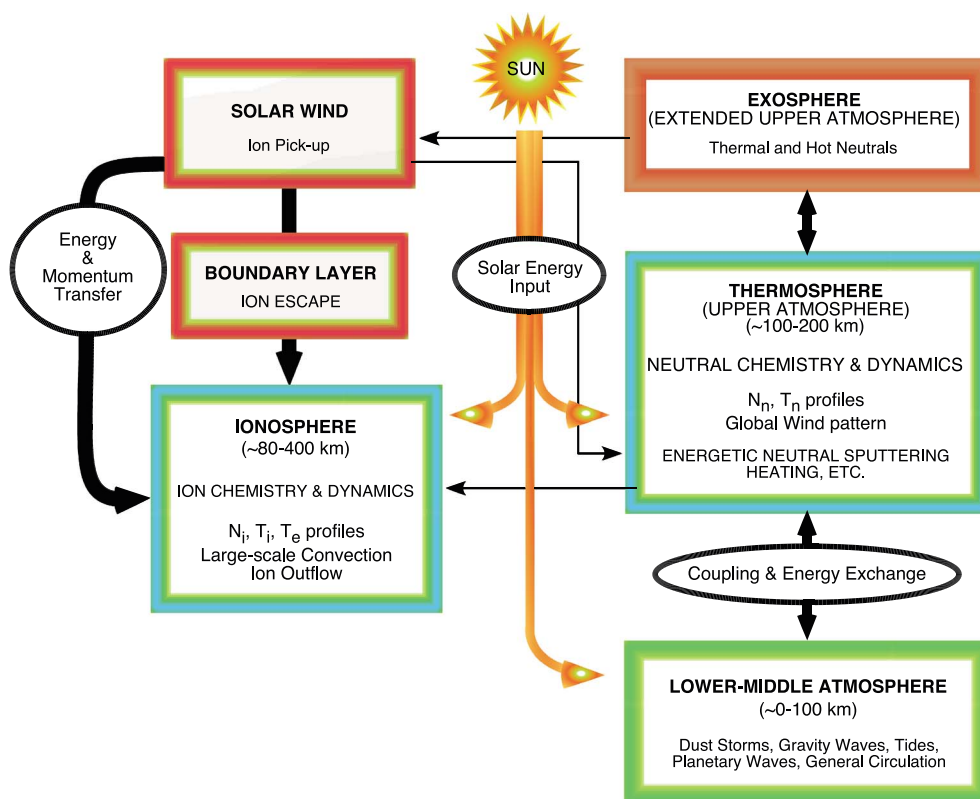 SUN
SOLAR WIND
Ion Pick-up
EXOSPHERE
(EXTENDED UPPER ATMOSPHERE)
Thermal and Hot Neutrals
Energy
&
Momentum
Transfer
BOUNDARY LAYER
ION ESCAPE
Solar Energy
Input
THERMOSPHERE
(UPPER ATMOSPHERE)
(~100-200 km)
NEUTRAL CHEMISTRY & DYNAMICS
Nn, Tn profiles
Global Wind pattern
ENERGETIC NEUTRAL SPUTTERING
HEATING, ETC.
IONOSPHERE
(~80-400 km)
ION CHEMISTRY & DYNAMICS
Ni, Ti, Te profiles
Large-scale Convection
Ion Outflow
Coupling & Energy Exchange
LOWER-MIDDLE ATMOSPHERE
(~0-100 km)
Dust Storms, Gravity Waves, Tides,
Planetary Waves, General Circulation